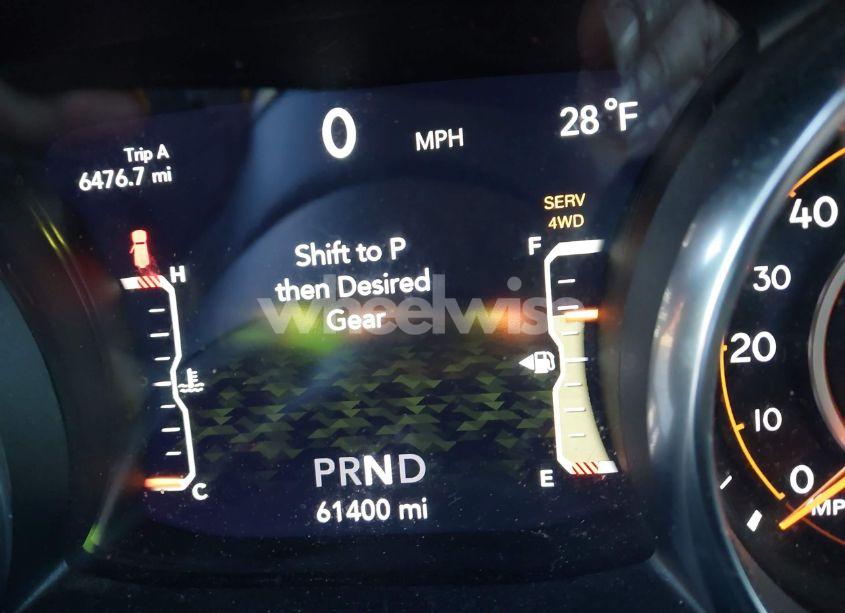 0 MPH 28°F
Trip A
6476.7 mi
SERV
4WD
H
F
Shift to P
then Desired
Gear
wheelwise
C
E
PRND
61400 mi
40
30
20
10
0
MP